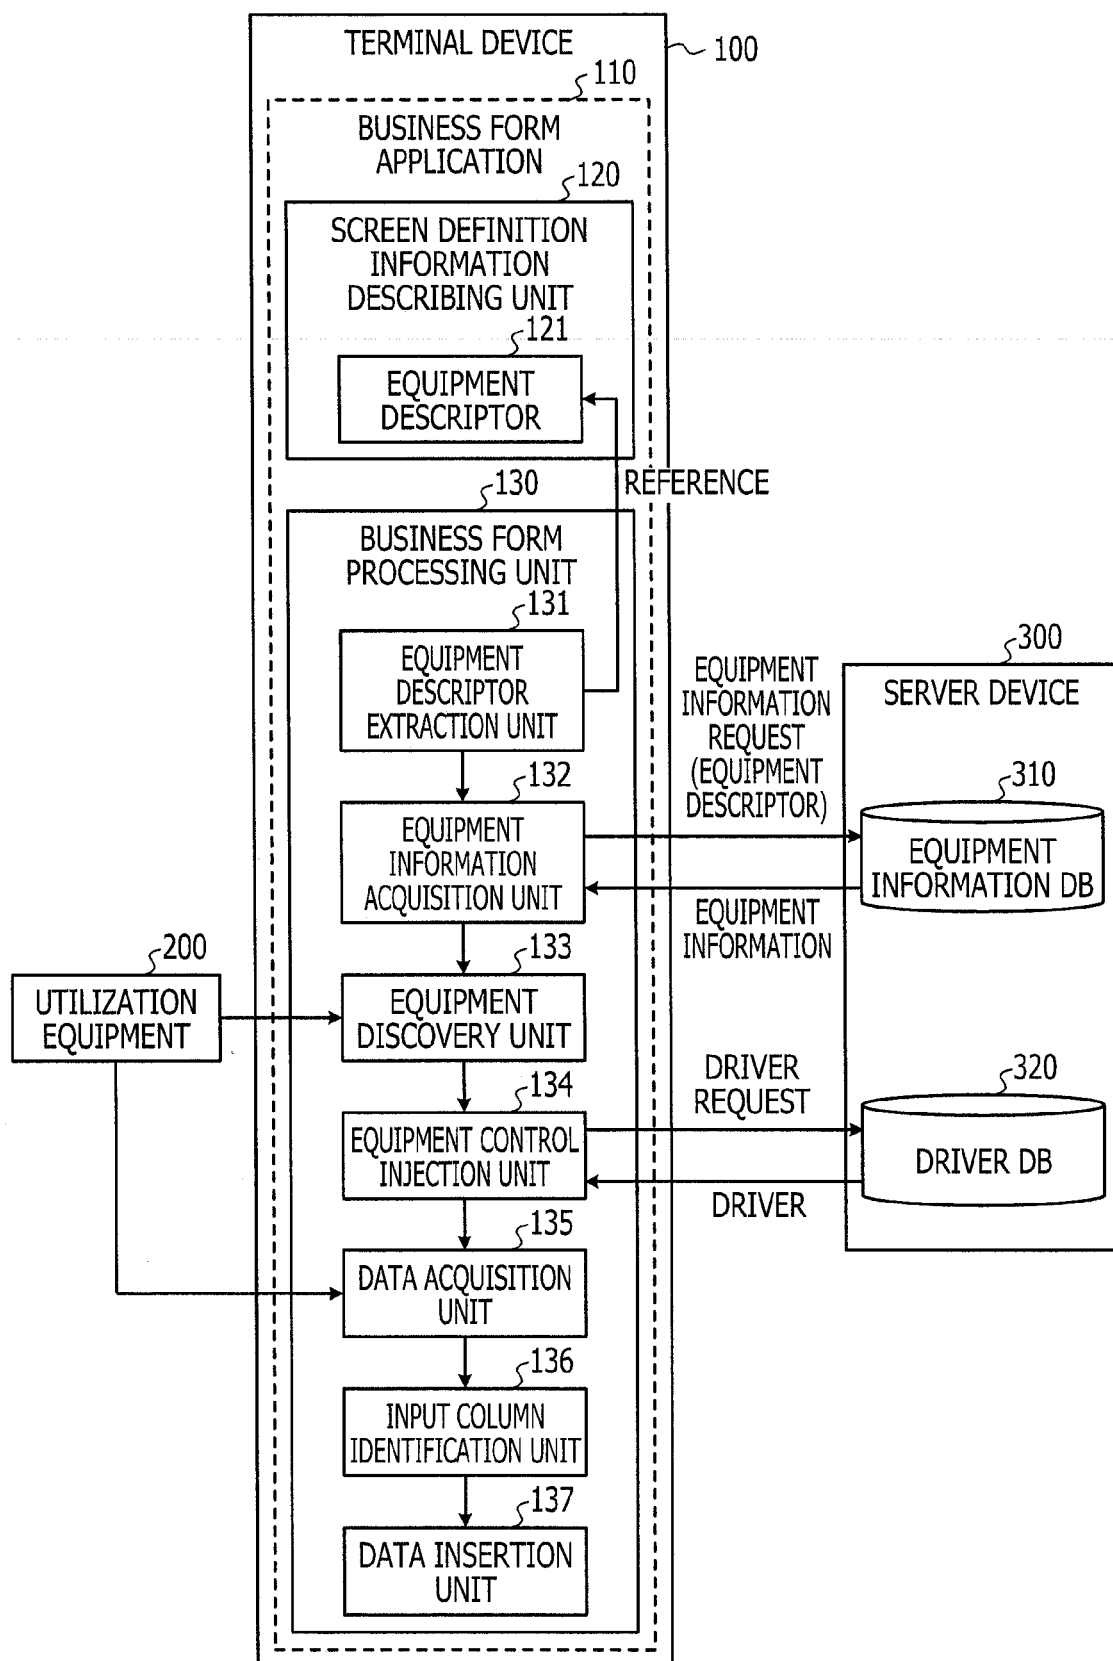 TERMINAL DEVICE
100
110
BUSINESS FORM
APPLICATION
120
SCREEN DEFINITION
INFORMATION
DESCRIBING UNIT
121
EQUIPMENT
DESCRIPTOR
REFERENCE
130
BUSINESS FORM
PROCESSING UNIT
131
EQUIPMENT
DESCRIPTOR
EXTRACTION UNIT
132
EQUIPMENT
INFORMATION
ACQUISITION UNIT
EQUIPMENT
INFORMATION
REQUEST
(EQUIPMENT
DESCRIPTOR)
300
SERVER DEVICE
310
EQUIPMENT
INFORMATION DB
EQUIPMENT
INFORMATION
200
UTILIZATION
EQUIPMENT
133
EQUIPMENT
DISCOVERY UNIT
134
EQUIPMENT CONTROL
INJECTION UNIT
DRIVER
REQUEST
320
DRIVER DB
DRIVER
135
DATA ACQUISITION
UNIT
136
INPUT COLUMN
IDENTIFICATION UNIT
137
DATA INSERTION
UNIT